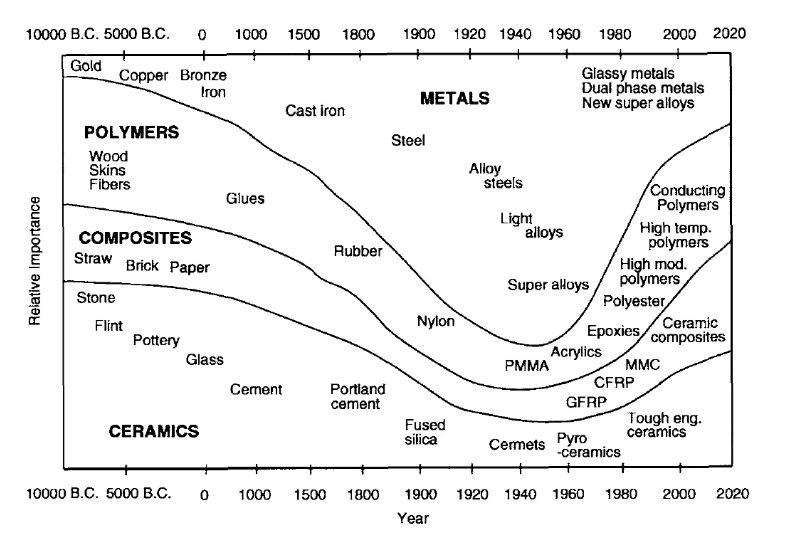 10000 B.C. 5000 B.C. 0 1000 1500 1800 1900 1920 1940 1960 1980 2000 2020
Gold
Copper
Bronze
Iron
Cast iron
METALS
Glassy metals
Dual phase metals
New super alloys
Steel
Alloy
steels
Light
alloys
Super alloys
POLYMERS
Wood
Skins
Fibers
Glues
Rubber
Nylon
PMMA
Acrylics
Epoxies
Polyester
High mod.
polymers
High temp.
polymers
Conducting
Polymers
COMPOSITES
Straw
Brick
Paper
GFRP
CFRP
MMC
Ceramic
composites
Stone
Flint
Pottery
Glass
Cement
Portland
cement
Fused
silica
Cermets
Pyro
-ceramics
Tough eng.
ceramics
CERAMICS
Relative Importance
10000 B.C. 5000 B.C. 0 1000 1500 1800 1900 1920 1940 1960 1980 2000 2020
Year